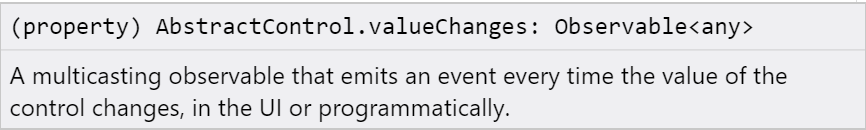 (property) AbstractControl.valueChanges: Observable<any>
A multicasting observable that emits an event every time the value of the
control changes, in the UI or programmatically.